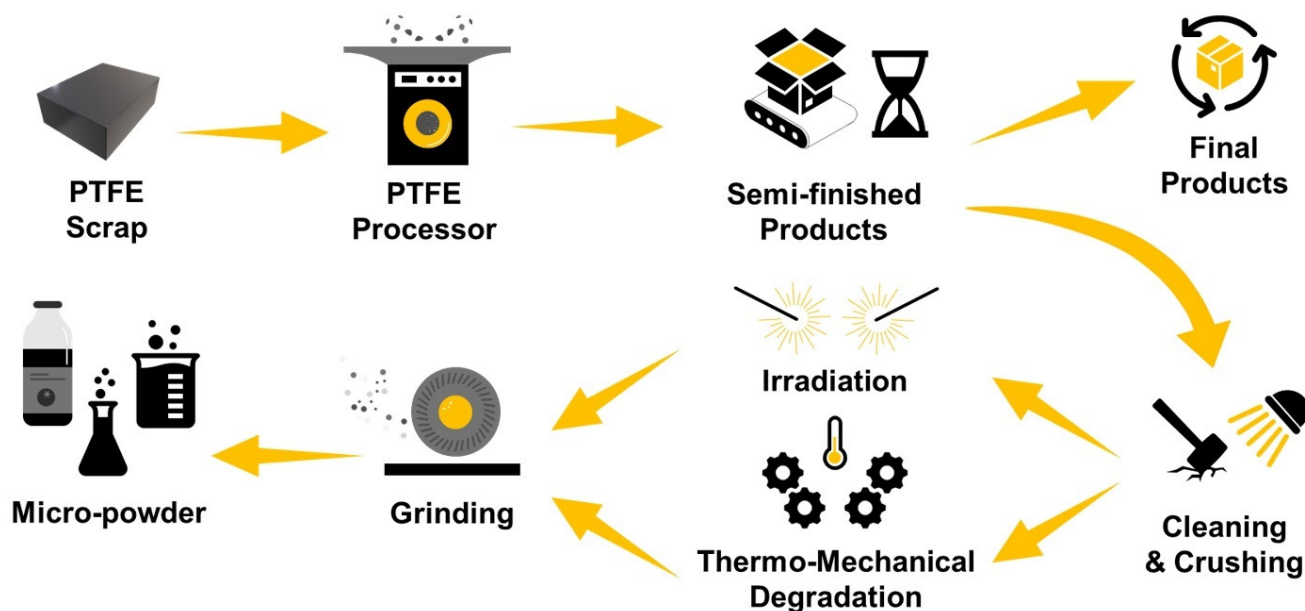 PTFE
Scrap
PTFE
Processor
Semi-finished
Products
Final
Products
Micro-powder
Grinding
Irradiation
Thermo-Mechanical
Degradation
Cleaning
& Crushing